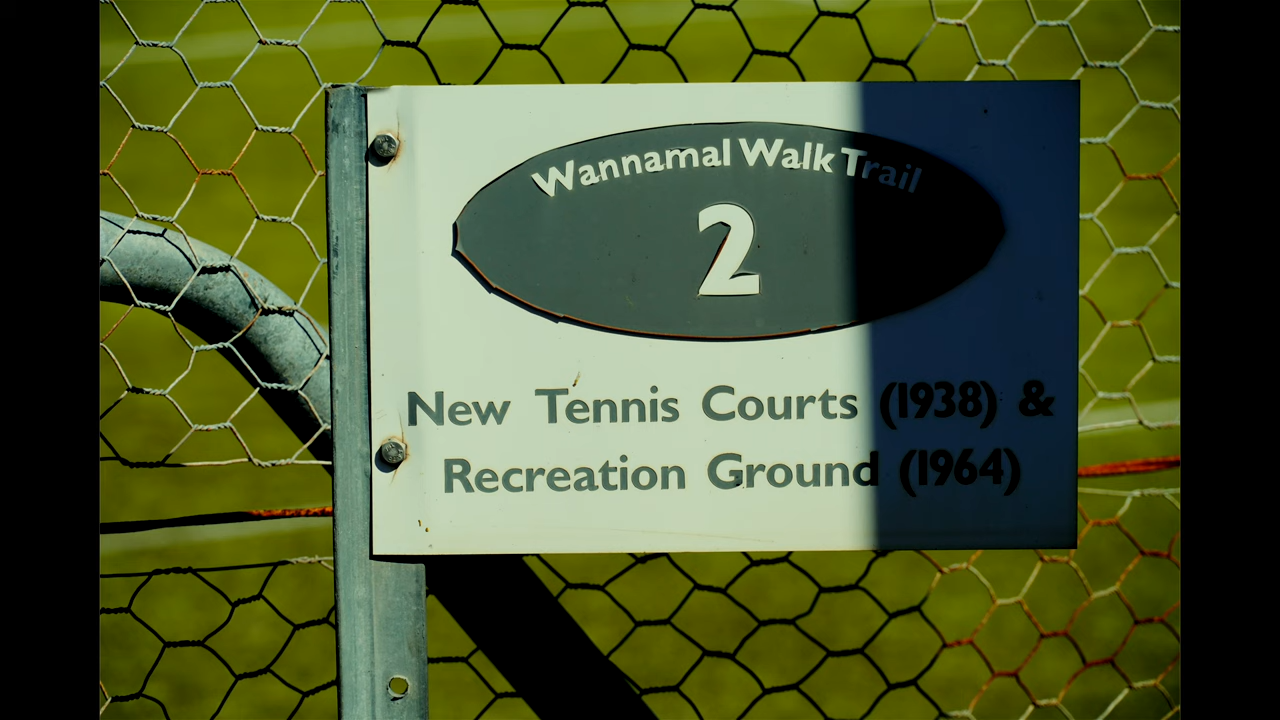 Wannamal Walk Trail
2
New Tennis Courts (1938) &
Recreation Ground (1964)